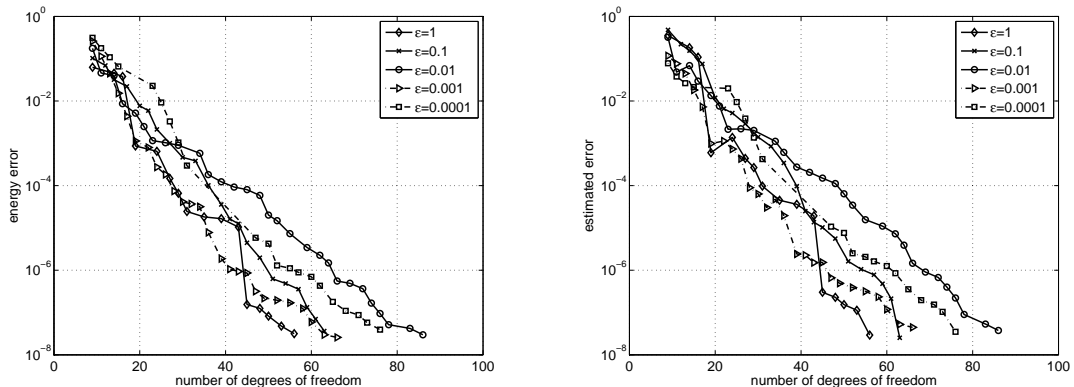 10^0
10^−2
10^−4
10^−6
10^−8
energy error
0
20
40
60
80
100
number of degrees of freedom
ε=1
ε=0.1
ε=0.01
ε=0.001
ε=0.0001
10^0
10^−2
10^−4
10^−6
10^−8
estimated error
0
20
40
60
80
100
number of degrees of freedom
ε=1
ε=0.1
ε=0.01
ε=0.001
ε=0.0001